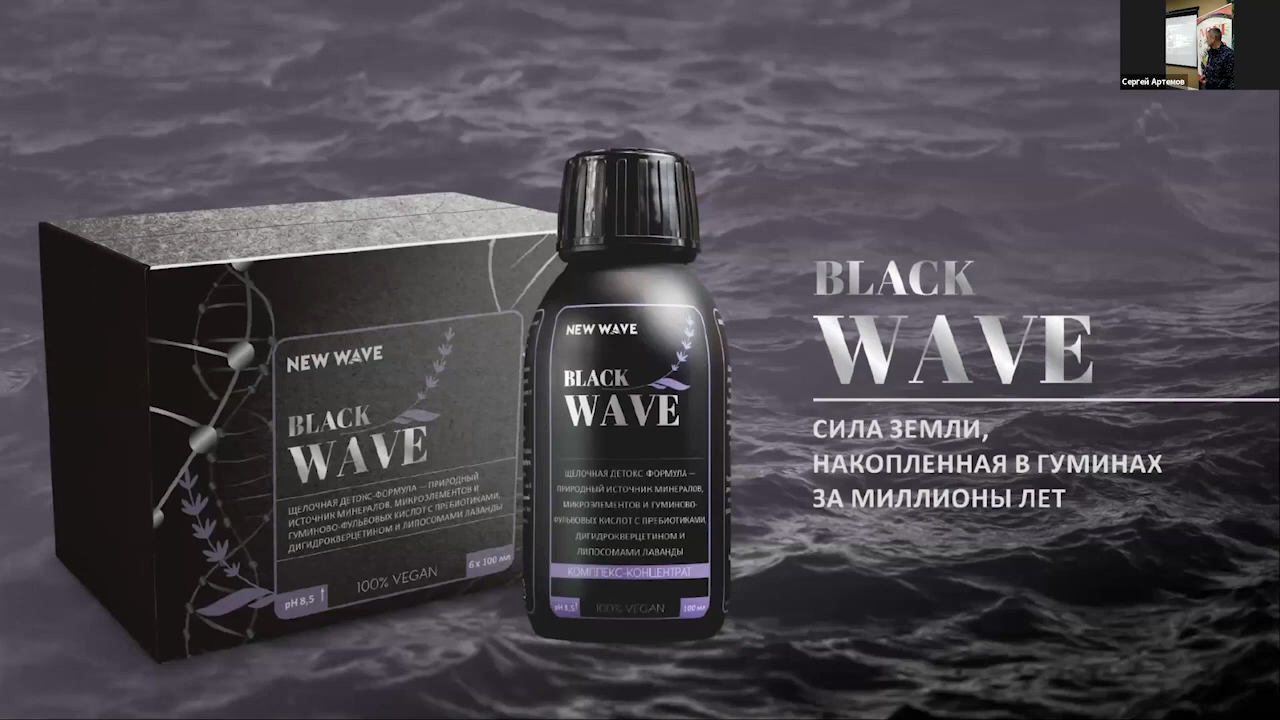 Сергей Артемов
BLACK
WAVE
СИЛА ЗЕМЛИ,
НАКОПЛЕННАЯ В ГУМИНАХ
ЗА МИЛЛИОНЫ ЛЕТ
NEW WAVE
BLACK
WAVE
ЩЕЛОЧНАЯ ДЕТОКС-ФОРМУЛА — ПРИРОДНЫЙ
ИСТОЧНИК МИНЕРАЛОВ, МИКРОЭЛЕМЕНТОВ И
ГУМИНОВО-ФУЛЬВОВЫХ КИСЛОТ С ПРЕБИОТИКАМИ,
ДИГИДРОКВЕРЦЕТИНОМ И ЛИПОСОМАМИ ЛАВАНДЫ
6 x 100 мл
100% VEGAN
pH 8,5
NEW WAVE
BLACK
WAVE
ЩЕЛОЧНАЯ ДЕТОКС ФОРМУЛА —
ПРИРОДНЫЙ ИСТОЧНИК МИНЕРАЛОВ,
МИКРОЭЛЕМЕНТОВ И ГУМИНОВО-
ФУЛЬВОВЫХ КИСЛОТ С ПРЕБИОТИКАМИ,
ДИГИДРОКВЕРЦЕТИНОМ И
ЛИПОСОМАМИ ЛАВАНДЫ
КОМПЛЕКС-КОНЦЕНТРАТ
pH 8,5
100% VEGAN
100 мл